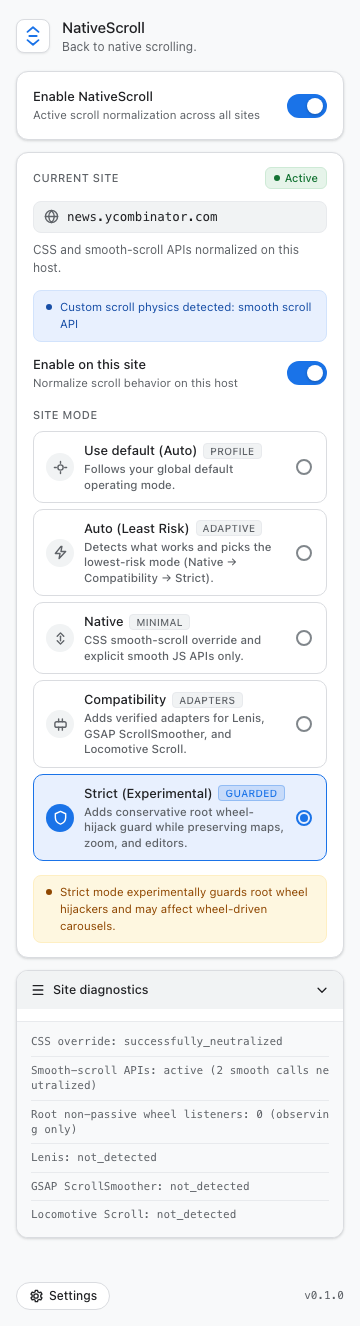 NativeScroll
Back to native scrolling.
Enable NativeScroll
Active scroll normalization across all sites
CURRENT SITE
Active
news.ycombinator.com
CSS and smooth-scroll APIs normalized on this
host.
Custom scroll physics detected: smooth scroll
API
Enable on this site
Normalize scroll behavior on this host
SITE MODE
Use default (Auto) PROFILE
Follows your global default
operating mode.
Auto (Least Risk) ADAPTIVE
Detects what works and picks the
lowest-risk mode (Native →
Compatibility → Strict).
Native MINIMAL
CSS smooth-scroll override and
explicit smooth JS APIs only.
Compatibility ADAPTERS
Adds verified adapters for Lenis,
GSAP ScrollSmoother, and
Locomotive Scroll.
Strict (Experimental) GUARDED
Adds conservative root wheel-
hijack guard while preserving maps,
zoom, and editors.
Strict mode experimentally guards root wheel
hijackers and may affect wheel-driven
carousels.
Site diagnostics
CSS override: successfully_neutralized
Smooth-scroll APIs: active (2 smooth calls ne
utralized)
Root non-passive wheel listeners: 0 (observin
g only)
Lenis: not_detected
GSAP ScrollSmoother: not_detected
Locomotive Scroll: not_detected
Settings
v0.1.0